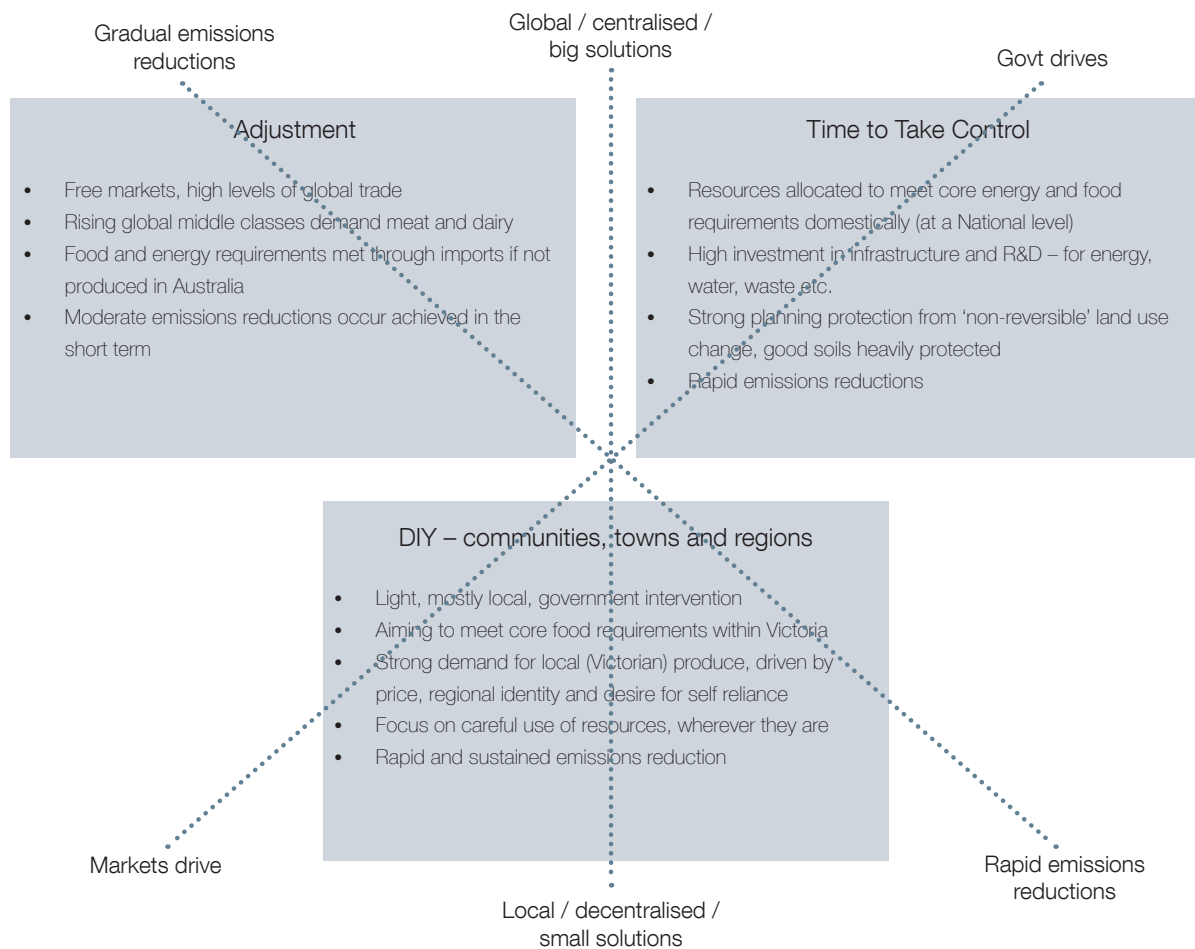 Gradual emissions
reductions
Global / centralised /
big solutions
Govt drives
Adjustment
• Free markets, high levels of global trade
• Rising global middle classes demand meat and dairy
• Food and energy requirements met through imports if not
produced in Australia
• Moderate emissions reductions occur achieved in the
short term
Time to Take Control
• Resources allocated to meet core energy and food
requirements domestically (at a National level)
• High investment in infrastructure and R&D – for energy,
water, waste etc.
• Strong planning protection from ‘non-reversible’ land use
change, good soils heavily protected
• Rapid emissions reductions
DIY – communities, towns and regions
• Light, mostly local, government intervention
• Aiming to meet core food requirements within Victoria
• Strong demand for local (Victorian) produce, driven by
price, regional identity and desire for self reliance
• Focus on careful use of resources, wherever they are
• Rapid and sustained emissions reduction
Markets drive
Rapid emissions
reductions
Local / decentralised /
small solutions